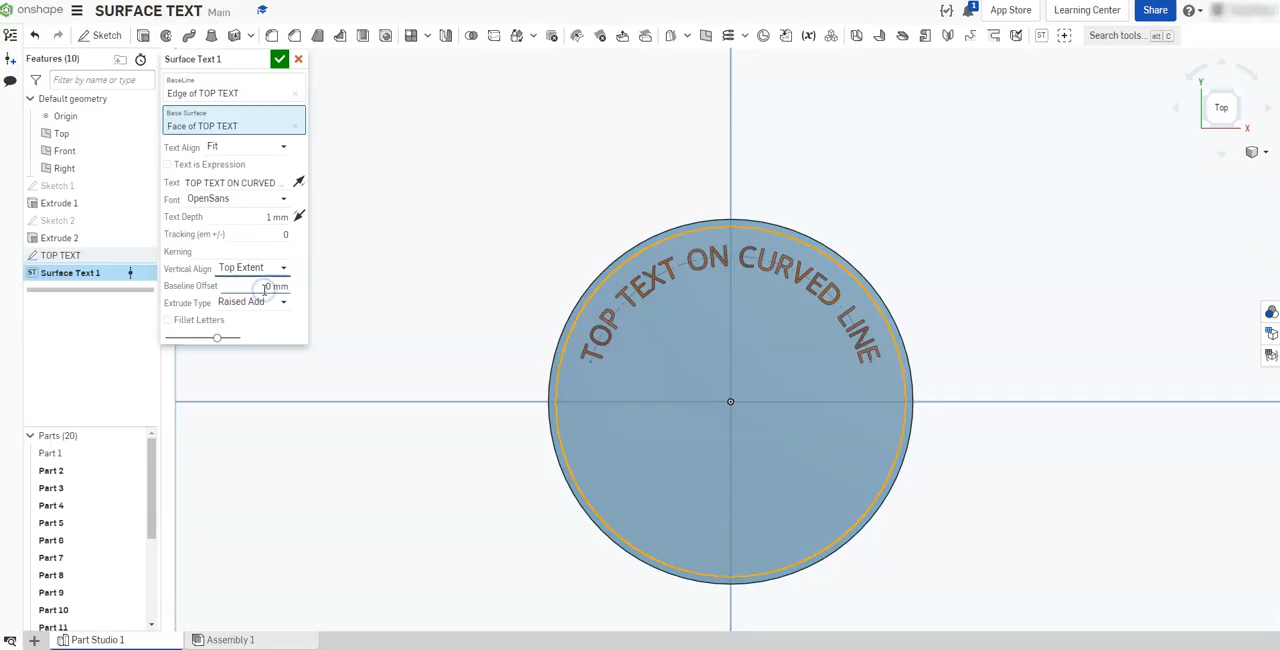 onshape SURFACE TEXT Main 1 App Store Learning Center Share
Sketch Search tools... alt C
Features (10)
Filter by name or type
Default geometry
Origin
Top
Front
Right
Sketch 1
Extrude 1
Sketch 2
Extrude 2
TOP TEXT
ST Surface Text 1
Surface Text 1
BaseLine
Edge of TOP TEXT
Base Surface
Face of TOP TEXT
Text Align Fit
Text is Expression
Text TOP TEXT ON CURVED ...
Font OpenSans
Text Depth 1 mm
Tracking (em +/-) 0
Kerning
Vertical Align Top Extent
Baseline Offset 0 mm
Extrude Type Raised Add
Fillet Letters
TOP TEXT ON CURVED LINE
Y
Top
X
ST
Parts (20)
Part 1
Part 2
Part 3
Part 4
Part 5
Part 6
Part 7
Part 8
Part 9
Part 10
Part 11
Part Studio 1 Assembly 1